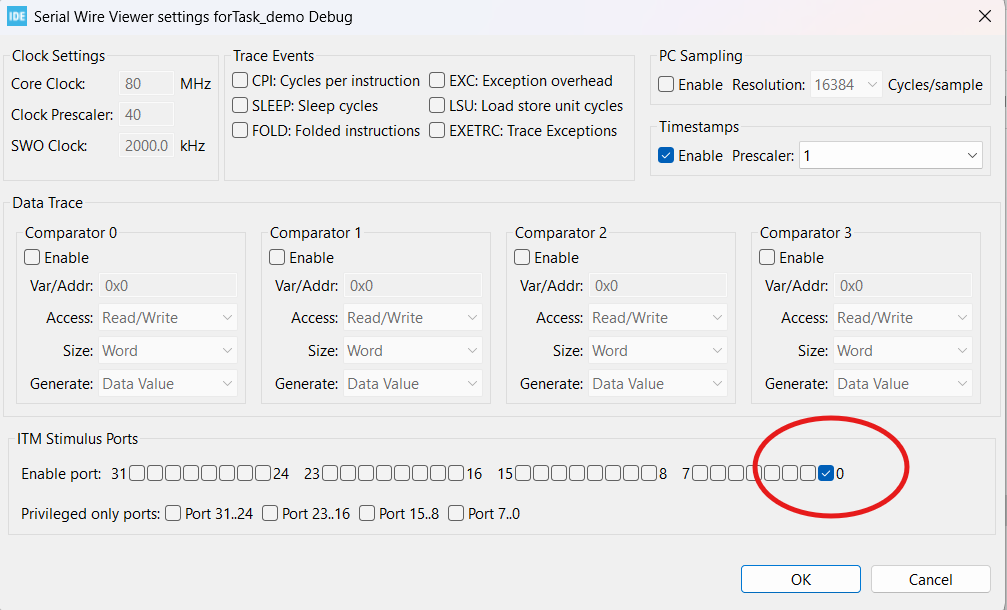 IDE Serial Wire Viewer settings forTask_demo Debug
Clock Settings
Core Clock: 80 MHz
Clock Prescaler: 40
SWO Clock: 2000.0 kHz
Trace Events
CPI: Cycles per instruction EXC: Exception overhead
SLEEP: Sleep cycles LSU: Load store unit cycles
FOLD: Folded instructions EXETRC: Trace Exceptions
PC Sampling
Enable Resolution: 16384 Cycles/sample
Timestamps
Enable Prescaler: 1
Data Trace
Comparator 0
Enable
Var/Addr: 0x0
Access: Read/Write
Size: Word
Generate: Data Value
Comparator 1
Enable
Var/Addr: 0x0
Access: Read/Write
Size: Word
Generate: Data Value
Comparator 2
Enable
Var/Addr: 0x0
Access: Read/Write
Size: Word
Generate: Data Value
Comparator 3
Enable
Var/Addr: 0x0
Access: Read/Write
Size: Word
Generate: Data Value
ITM Stimulus Ports
Enable port: 31 24 23 16 15 8 7 0
Privileged only ports: Port 31..24 Port 23..16 Port 15..8 Port 7..0
OK Cancel